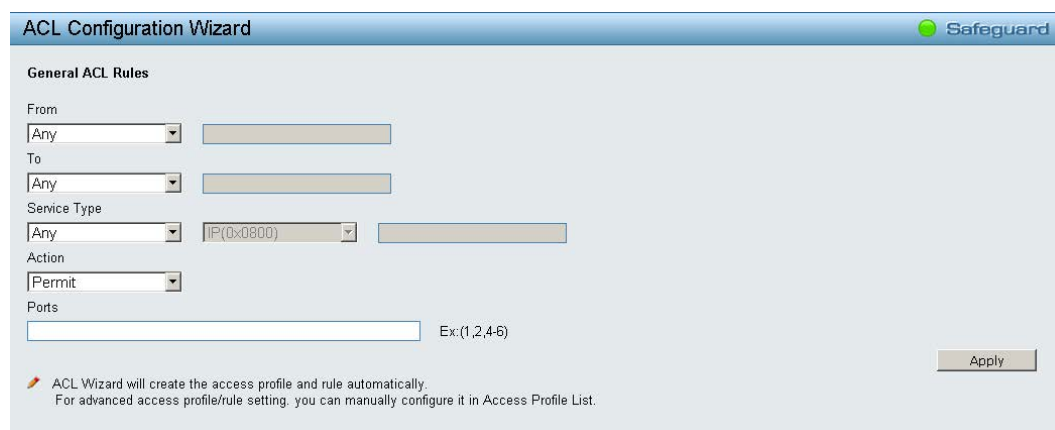 ACL Configuration Wizard
Safeguard
General ACL Rules
From
Any
To
Any
Service Type
Any IP(0x0800)
Action
Permit
Ports
Ex:(1,2,4-6)
Apply
ACL Wizard will create the access profile and rule automatically.
For advanced access profile/rule setting. you can manually configure it in Access Profile List.